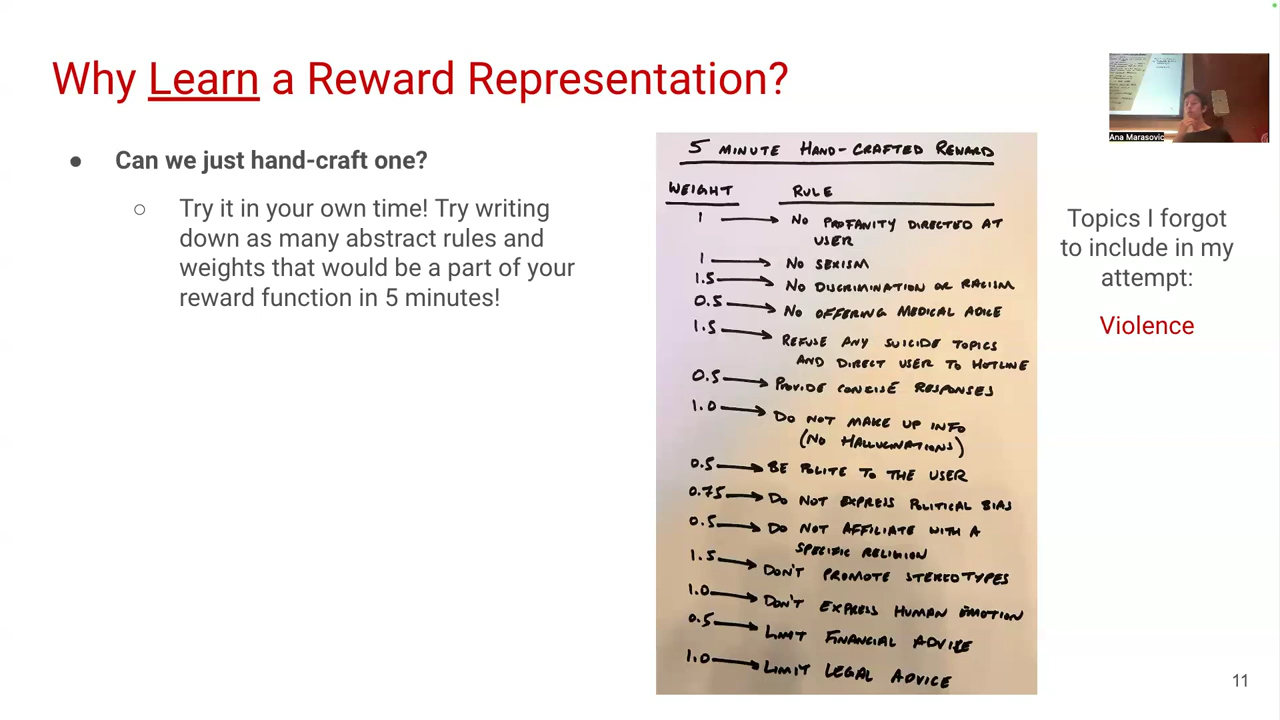 Why Learn a Reward Representation?
Ana Marasovic
● Can we just hand-craft one?
○ Try it in your own time! Try writing
down as many abstract rules and
weights that would be a part of your
reward function in 5 minutes!
5 MINUTE HAND-CRAFTED REWARD
WEIGHT RULE
1 → NO PROFANITY DIRECTED AT
USER
1 → NO SEXISM
1.5 → NO DISCRIMINATION OR RACISM
0.5 → NO OFFERING MEDICAL ADICE
1.5 → REFUSE ANY SUICIDE TOPICS
AND DIRECT USER TO HOTLINE
0.5 → PROVIDE CONCISE RESPONSES
1.0 → DO NOT MAKE UP INFO
(NO HALLUCINATIONS)
0.5 → BE POLITE TO THE USER
0.75 → DO NOT EXPRESS POLITICAL BIAS
0.5 → DO NOT AFFILIATE WITH A
SPECIFIC RELIGION
1.5 → DON'T PROMOTE STEREOTYPES
1.0 → DON'T EXPRESS HUMAN EMOTION
0.5 → LIMIT FINANCIAL ADVICE
1.0 → LIMIT LEGAL ADVICE
Topics I forgot
to include in my
attempt:
Violence
11